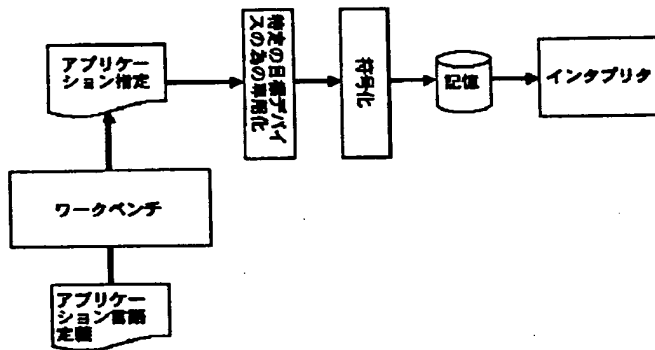 アプリケー
ション指定
特定の目標デバイ
スの為の専用化
符号化
記憶
インタプリタ
ワークベンチ
アプリケー
ション言語
定義